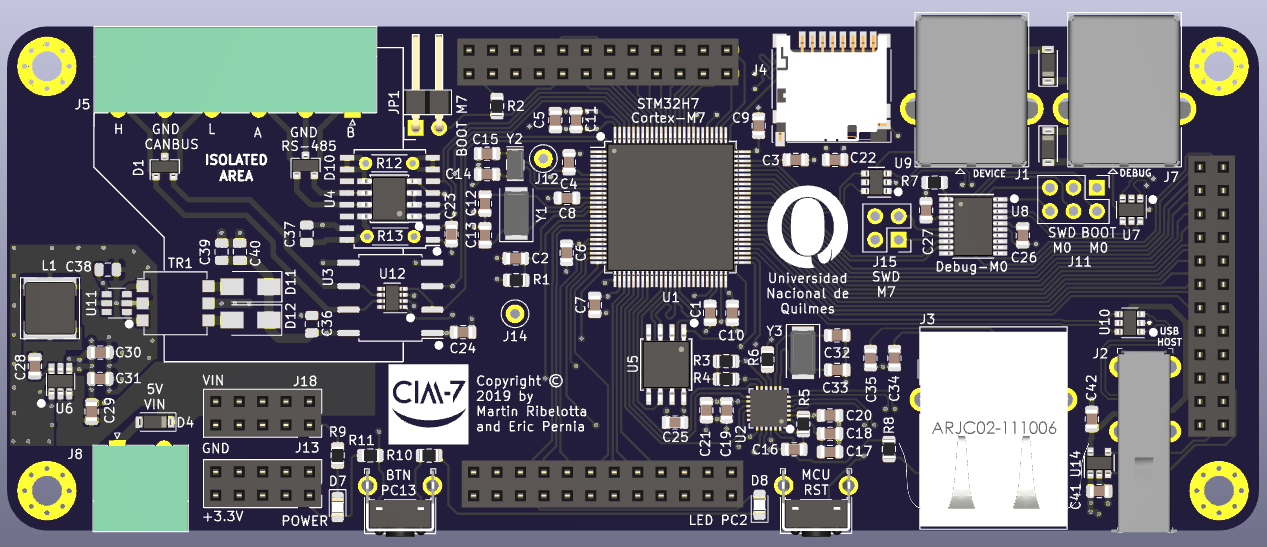 J5
H
GND
CANBUS
L
A
GND
RS-485
B
ISOLATED
AREA
D1
D10
JP1
M7
BOOT
R2
C5
C11
STM32H7
Cortex-M7
J4
C9
C3
C22
U9
R7
DEVICE
J1
DEBUG
J7
C15
Y2
C14
J12
C4
R12
U4
R13
C23
C12
C13
Y1
C8
C37
C39
C40
C2
R1
C6
C7
J14
U1
Universidad
Nacional de
Quilmes
J15
SWD
M7
C27
U8
C26
Debug-M0
SWD
M0
BOOT
M0
J11
U7
L1
C38
U11
TR1
D11
D12
C36
U3
U12
C24
C1
C10
Y3
C32
C33
C35
C34
J3
U10
USB
HOST
J2
C28
U6
C30
C31
C29
5V
VIN
D4
VIN
J18
GND
J13
+3.3V
CIM-7
Copyright ©
2019 by
Martin Ribelotta
and Eric Pernia
U5
R3
R4
R6
C25
C21
C19
U2
R5
C20
C18
C17
C16
R8
ARJC02-111006
C42
U14
C41
J8
R9
R11
R10
D7
POWER
BTN
PC13
D8
LED PC2
MCU
RST